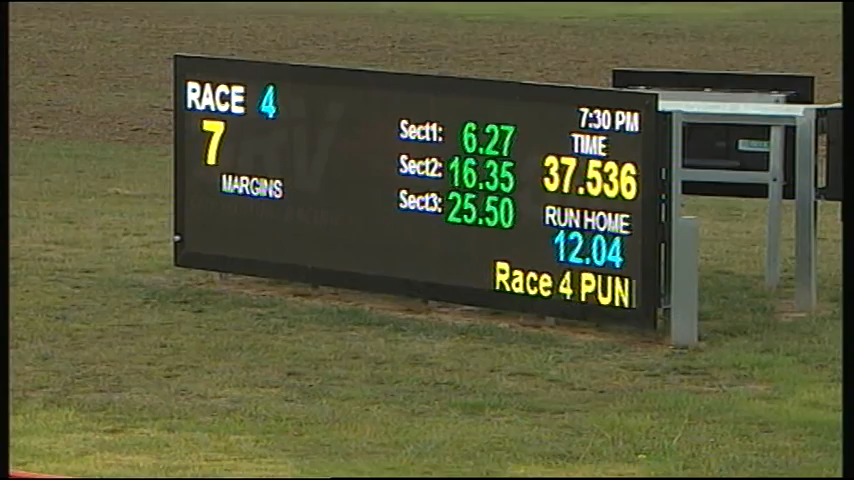 RACE 4
7
MARGINS
Sect1: 6.27
Sect2: 16.35
Sect3: 25.50
7:30 PM
TIME
37.536
RUN HOME
12.04
Race 4 PUN